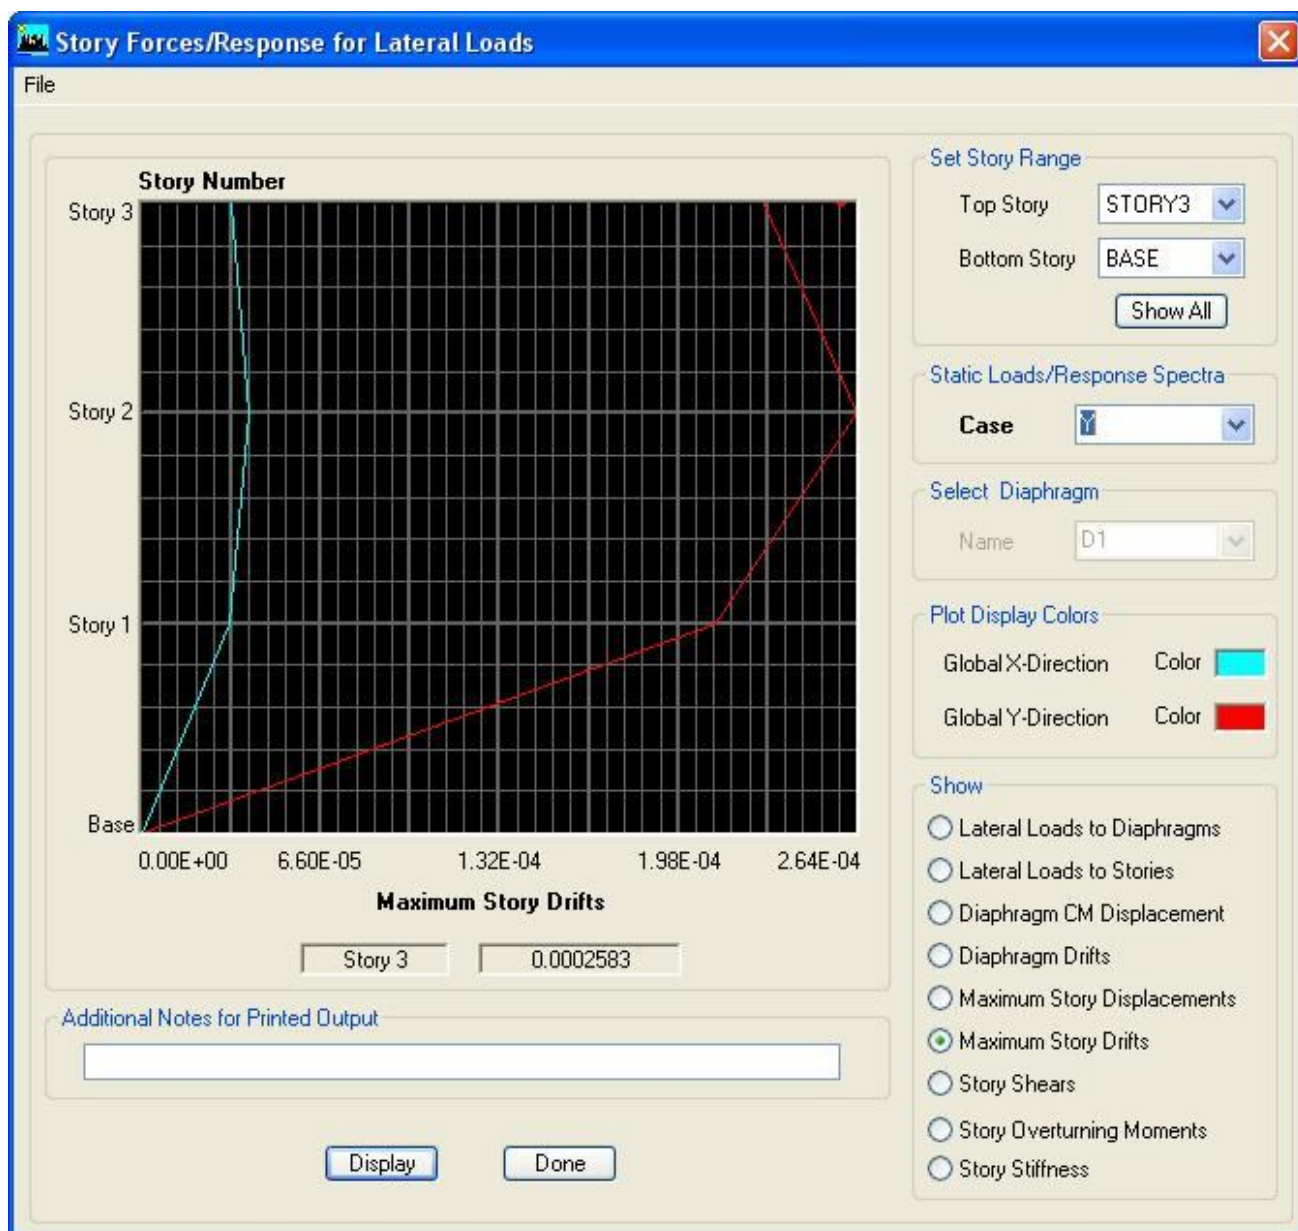 Story Forces/Response for Lateral Loads
File
Story Number
Story 3
Story 2
Story 1
Base
0.00E+00 6.60E-05 1.32E-04 1.98E-04 2.64E-04
Maximum Story Drifts
Story 3 0.0002583
Additional Notes for Printed Output
Display Done
Set Story Range
Top Story STORY3
Bottom Story BASE
Show All
Static Loads/Response Spectra
Case Y
Select Diaphragm
Name D1
Plot Display Colors
Global X-Direction Color
Global Y-Direction Color
Show
Lateral Loads to Diaphragms
Lateral Loads to Stories
Diaphragm CM Displacement
Diaphragm Drifts
Maximum Story Displacements
Maximum Story Drifts
Story Shears
Story Overturning Moments
Story Stiffness